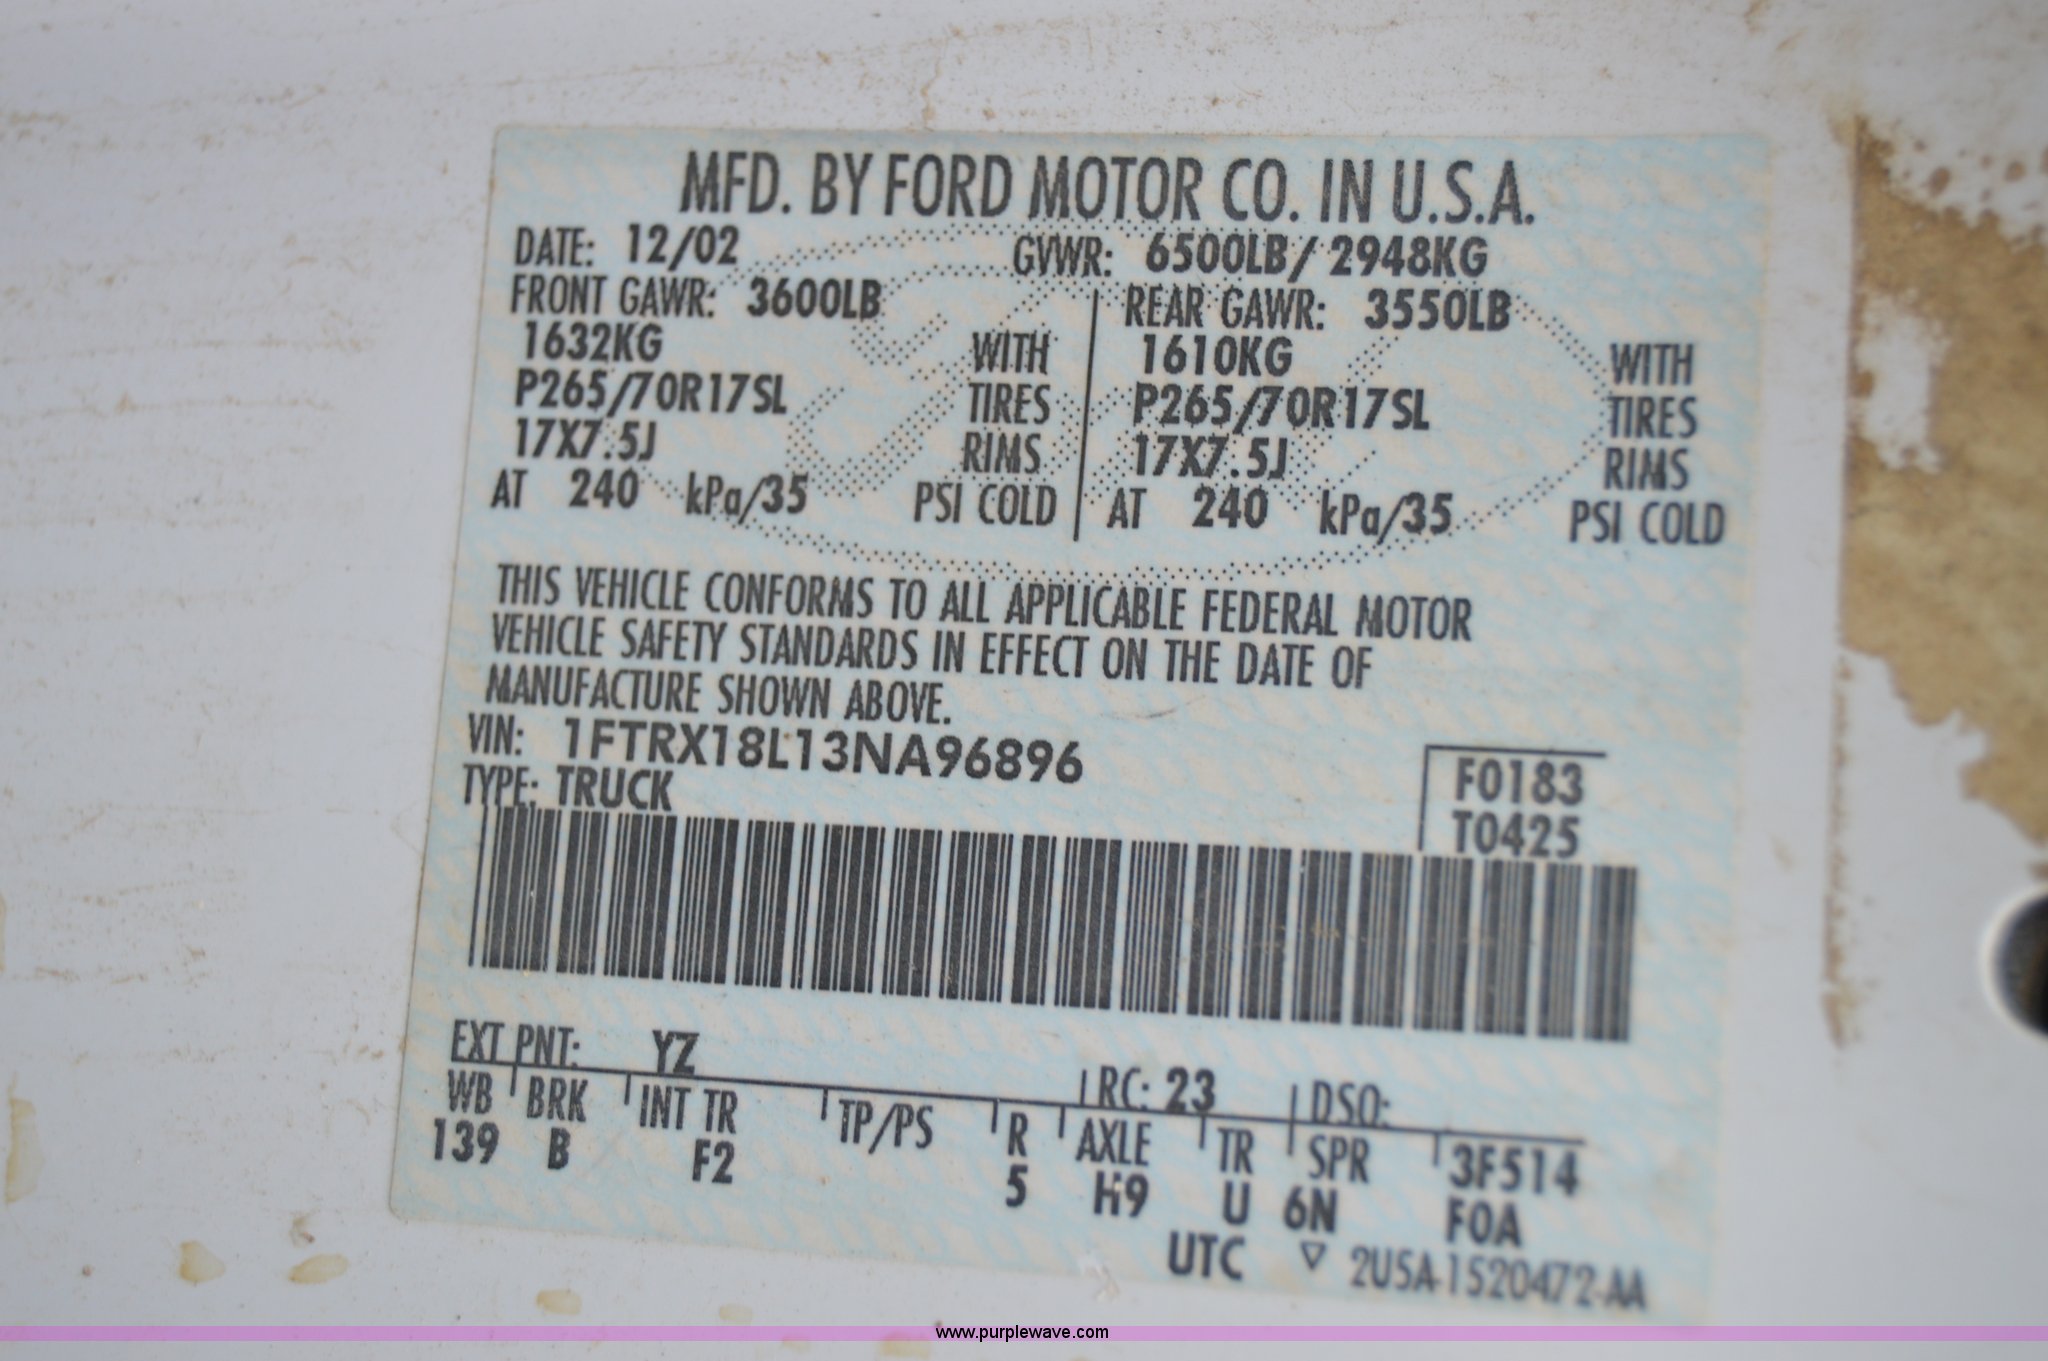 MFD. BY FORD MOTOR CO. IN U.S.A.
DATE: 12/02 GVWR: 6500LB/ 2948KG
FRONT GAWR: 3600LB REAR GAWR: 3550LB
1632KG WITH 1610KG WITH
P265/70R17SL TIRES P265/70R17SL TIRES
17X7.5J RIMS 17X7.5J RIMS
AT 240 kPa/35 PSI COLD AT 240 kPa/35 PSI COLD
THIS VEHICLE CONFORMS TO ALL APPLICABLE FEDERAL MOTOR
VEHICLE SAFETY STANDARDS IN EFFECT ON THE DATE OF
MANUFACTURE SHOWN ABOVE.
VIN: 1FTRX18L13NA96896 F0183
TYPE: TRUCK T0425
EXT PNT: YZ RC: 23 DSO:
WB BRK INT TR TP/PS R AXLE TR SPR 3F514
139 B F2 5 H9 U 6N F0A
UTC ▽ 2U5A-1520472-AA
www.purplewave.com